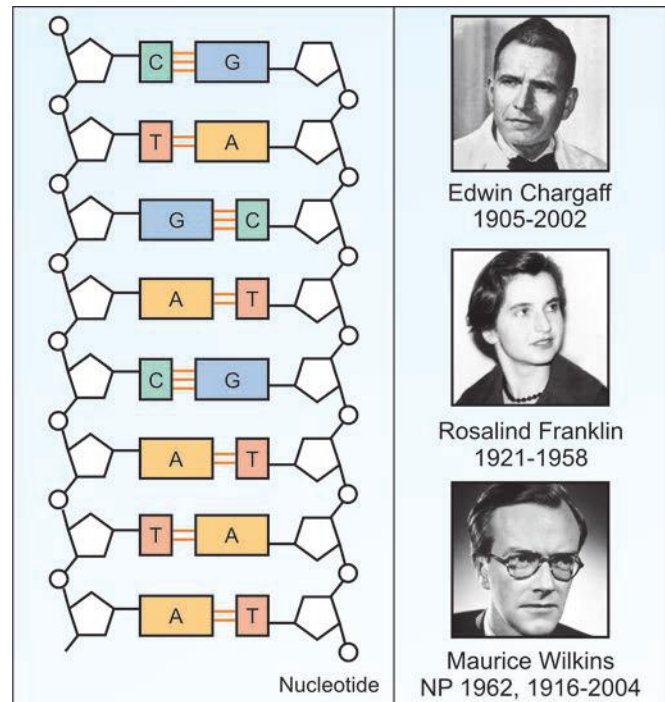 C G
T A
G C
A T
C G
A T
T A
A T
Nucleotide
Edwin Chargaff
1905-2002
Rosalind Franklin
1921-1958
Maurice Wilkins
NP 1962, 1916-2004